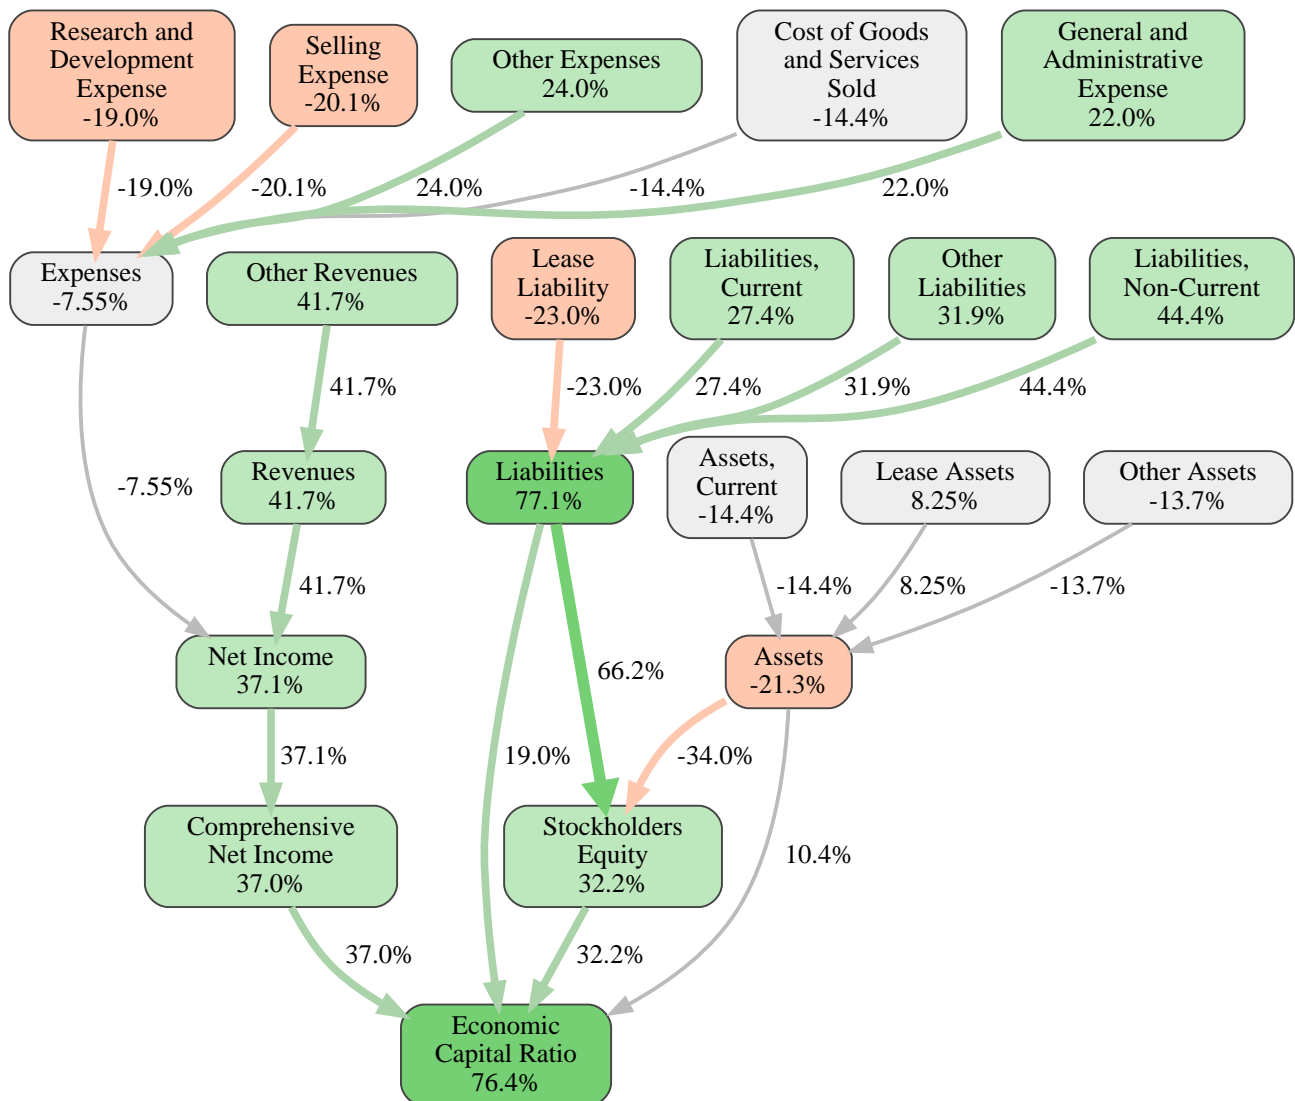 Research and
Development
Expense
-19.0%
Selling
Expense
-20.1%
Other Expenses
24.0%
Cost of Goods
and Services
Sold
-14.4%
General and
Administrative
Expense
22.0%
-19.0%
-20.1%
24.0%
-14.4%
22.0%
Expenses
-7.55%
Other Revenues
41.7%
Lease
Liability
-23.0%
Liabilities,
Current
27.4%
Other
Liabilities
31.9%
Liabilities,
Non-Current
44.4%
41.7%
-23.0%
27.4%
31.9%
44.4%
-7.55%
Revenues
41.7%
Liabilities
77.1%
Assets,
Current
-14.4%
Lease Assets
8.25%
Other Assets
-13.7%
41.7%
-14.4%
8.25%
-13.7%
Net Income
37.1%
66.2%
Assets
-21.3%
37.1%
19.0%
-34.0%
Comprehensive
Net Income
37.0%
Stockholders
Equity
32.2%
10.4%
37.0%
32.2%
Economic
Capital Ratio
76.4%